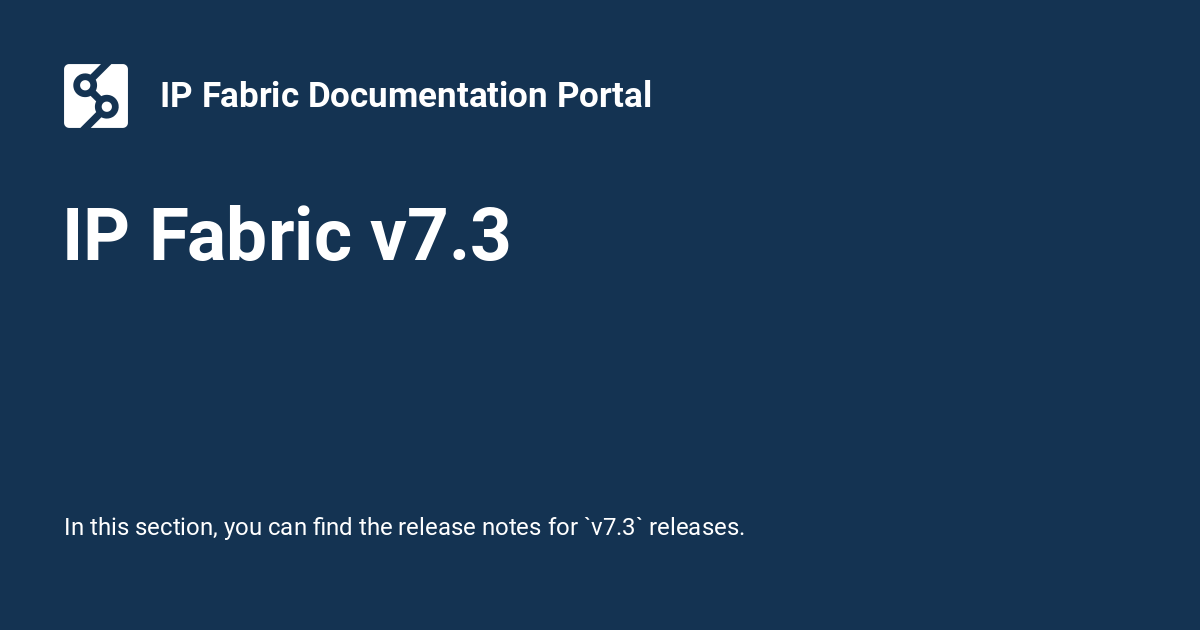 IP Fabric Documentation Portal
IP Fabric v7.3
In this section, you can find the release notes for `v7.3` releases.